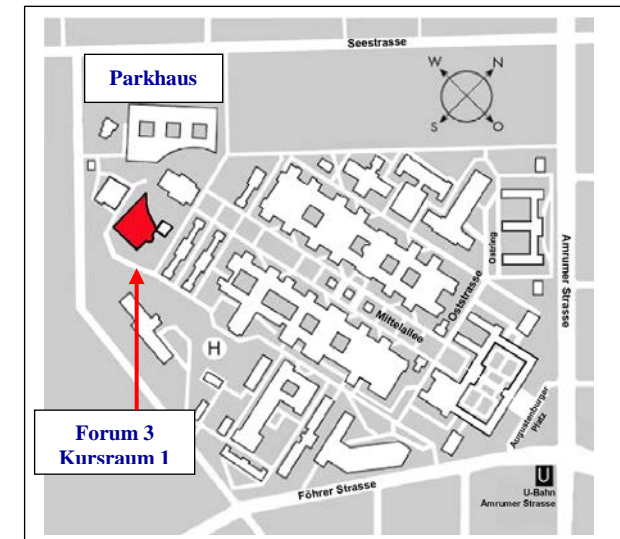 Seestrasse
Parkhaus
W N
S O
Ostring
Amrumer Strasse
Oststrasse
Mittelallee
H
Augustenburger
Platz
Forum 3
Kursraum 1
Föhrer Strasse
U
U-Bahn
Amrumer Strasse